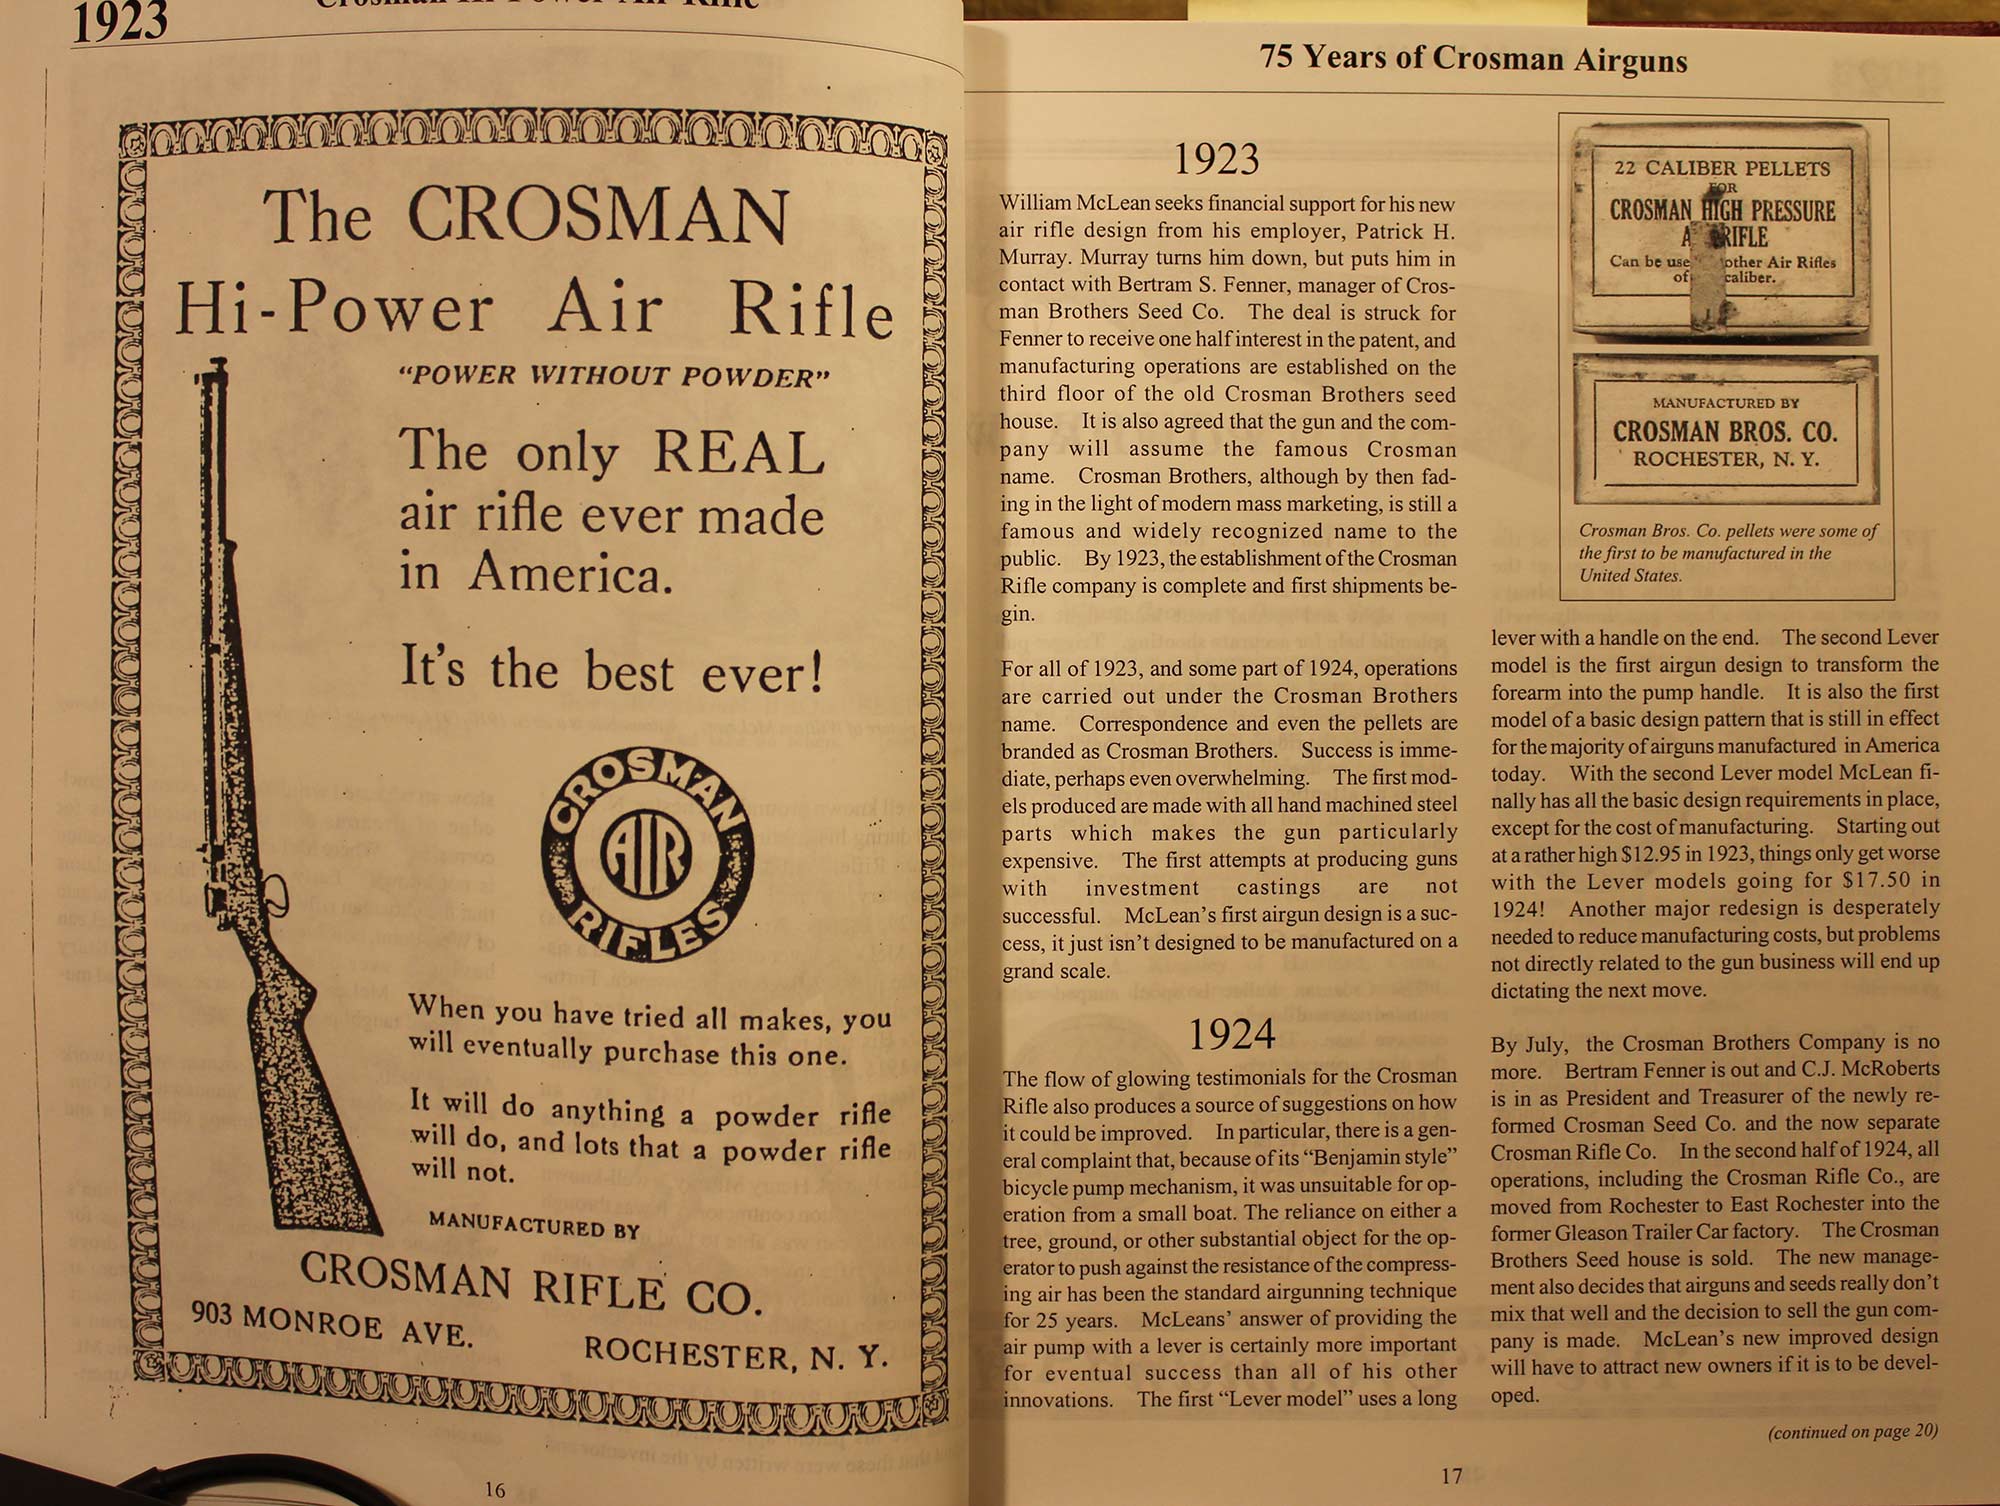 1923
Crosman Hi-Power Air Rifle
The CROSMAN
Hi-Power Air Rifle
“POWER WITHOUT POWDER”
The only REAL
air rifle ever made
in America.
It’s the best ever!
CROSMAN
AIR
RIFLES
When you have tried all makes, you
will eventually purchase this one.
It will do anything a powder rifle
will do, and lots that a powder rifle
will not.
MANUFACTURED BY
CROSMAN RIFLE CO.
903 MONROE AVE.
ROCHESTER, N. Y.
16
75 Years of Crosman Airguns
1923
William McLean seeks financial support for his new
air rifle design from his employer, Patrick H.
Murray. Murray turns him down, but puts him in
contact with Bertram S. Fenner, manager of Cros-
man Brothers Seed Co. The deal is struck for
Fenner to receive one half interest in the patent, and
manufacturing operations are established on the
third floor of the old Crosman Brothers seed
house. It is also agreed that the gun and the com-
pany will assume the famous Crosman
name. Crosman Brothers, although by then fad-
ing in the light of modern mass marketing, is still a
famous and widely recognized name to the
public. By 1923, the establishment of the Crosman
Rifle company is complete and first shipments be-
gin.
For all of 1923, and some part of 1924, operations
are carried out under the Crosman Brothers
name. Correspondence and even the pellets are
branded as Crosman Brothers. Success is imme-
diate, perhaps even overwhelming. The first mod-
els produced are made with all hand machined steel
parts which makes the gun particularly
expensive. The first attempts at producing guns
with investment castings are not
successful. McLean’s first airgun design is a suc-
cess, it just isn’t designed to be manufactured on a
grand scale.
1924
The flow of glowing testimonials for the Crosman
Rifle also produces a source of suggestions on how
it could be improved. In particular, there is a gen-
eral complaint that, because of its “Benjamin style”
bicycle pump mechanism, it was unsuitable for op-
eration from a small boat. The reliance on either a
tree, ground, or other substantial object for the op-
erator to push against the resistance of the compress-
ing air has been the standard airgunning technique
for 25 years. McLeans’ answer of providing the
air pump with a lever is certainly more important
for eventual success than all of his other
innovations. The first “Lever model” uses a long
22 CALIBER PELLETS
FOR
CROSMAN HIGH PRESSURE
A RIFLE
Can be use other Air Rifles
of caliber.
MANUFACTURED BY
CROSMAN BROS. CO.
ROCHESTER, N. Y.
Crosman Bros. Co. pellets were some of
the first to be manufactured in the
United States.
lever with a handle on the end. The second Lever
model is the first airgun design to transform the
forearm into the pump handle. It is also the first
model of a basic design pattern that is still in effect
for the majority of airguns manufactured in America
today. With the second Lever model McLean fi-
nally has all the basic design requirements in place,
except for the cost of manufacturing. Starting out
at a rather high $12.95 in 1923, things only get worse
with the Lever models going for $17.50 in
1924! Another major redesign is desperately
needed to reduce manufacturing costs, but problems
not directly related to the gun business will end up
dictating the next move.
By July, the Crosman Brothers Company is no
more. Bertram Fenner is out and C.J. McRoberts
is in as President and Treasurer of the newly re-
formed Crosman Seed Co. and the now separate
Crosman Rifle Co. In the second half of 1924, all
operations, including the Crosman Rifle Co., are
moved from Rochester to East Rochester into the
former Gleason Trailer Car factory. The Crosman
Brothers Seed house is sold. The new manage-
ment also decides that airguns and seeds really don’t
mix that well and the decision to sell the gun com-
pany is made. McLean’s new improved design
will have to attract new owners if it is to be devel-
oped.
(continued on page 20)
17